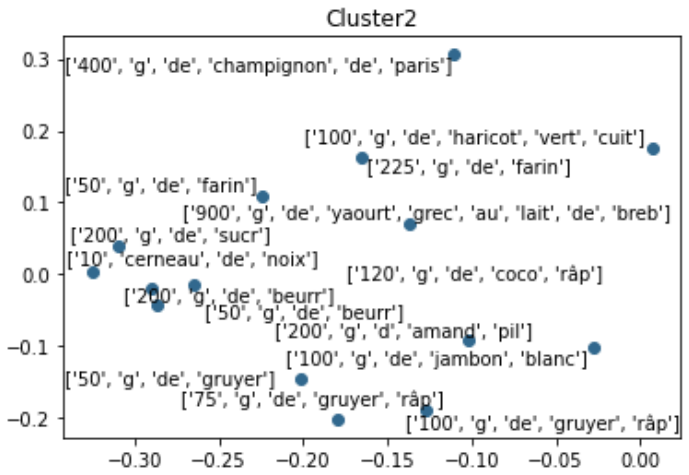 Cluster2
0.3
['400', 'g', 'de', 'champignon', 'de', 'paris']
0.2
['100', 'g', 'de', 'haricot', 'vert', 'cuit']
['225', 'g', 'de', 'farin']
['50', 'g', 'de', 'farin']
0.1
['900', 'g', 'de', 'yaourt', 'grec', 'au', 'lait', 'de', 'breb']
['200', 'g', 'de', 'sucr']
['10', 'cerneau', 'de', 'noix']
0.0
['120', 'g', 'de', 'coco', 'râp']
['200', 'g', 'de', 'beurr']
['50', 'g', 'de', 'beurr']
['200', 'g', 'd', 'amand', 'pil']
−0.1
['100', 'g', 'de', 'jambon', 'blanc']
['50', 'g', 'de', 'gruyer']
['75', 'g', 'de', 'gruyer', 'râp']
−0.2
['100', 'g', 'de', 'gruyer', 'râp']
−0.30 −0.25 −0.20 −0.15 −0.10 −0.05 0.00